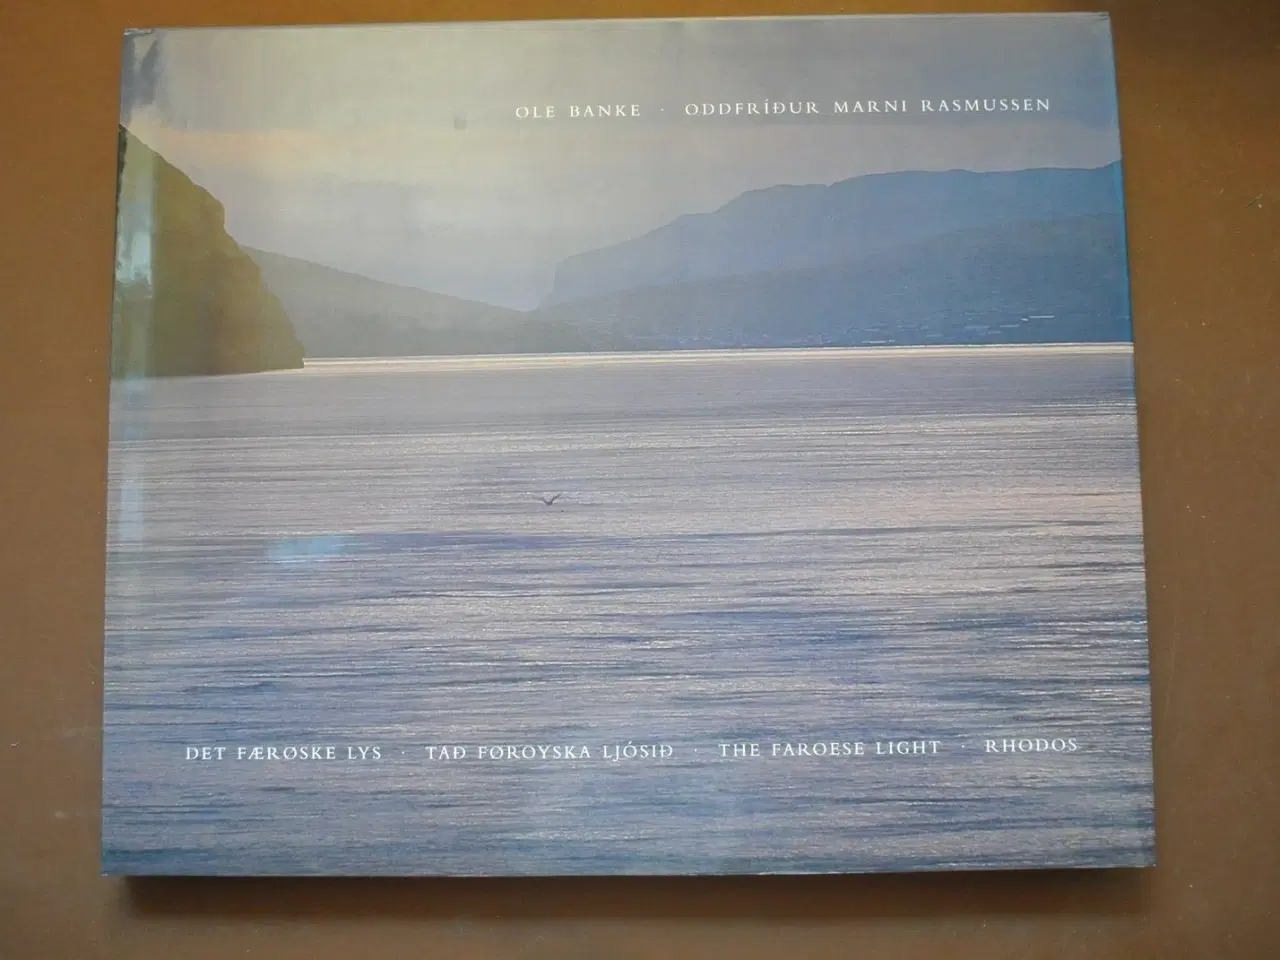 OLE BANKE · ODDFRÍÐUR MARNI RASMUSSEN
DET FÆRØSKE LYS · TAÐ FØROYSKA LJÓSIÐ · THE FAROESE LIGHT · RHODOS